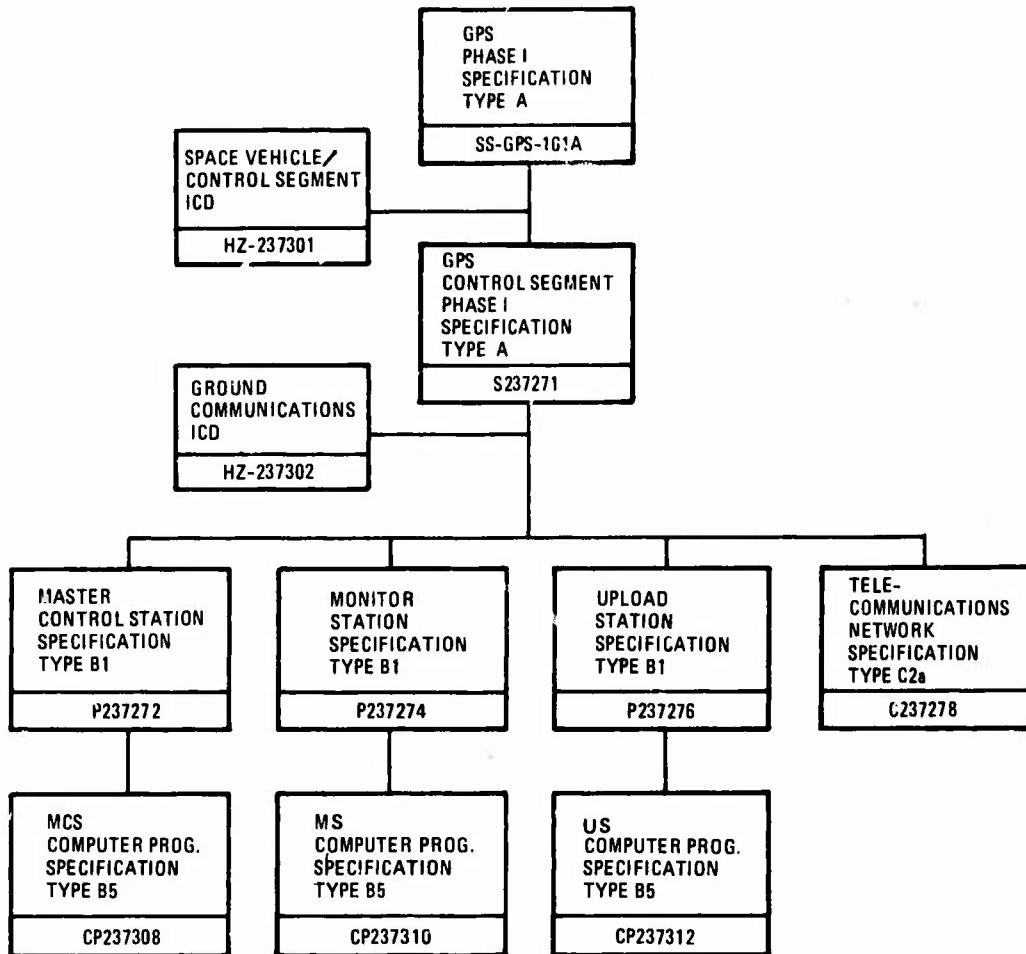 GPS
PHASE I
SPECIFICATION
TYPE A
SS-GPS-101A
SPACE VEHICLE/
CONTROL SEGMENT
ICD
HZ-237301
GPS
CONTROL SEGMENT
PHASE I
SPECIFICATION
TYPE A
S237271
GROUND
COMMUNICATIONS
ICD
HZ-237302
MASTER
CONTROL STATION
SPECIFICATION
TYPE B1
P237272
MONITOR
STATION
SPECIFICATION
TYPE B1
P237274
UPLOAD
STATION
SPECIFICATION
TYPE B1
P237276
TELE-
COMMUNICATIONS
NETWORK
SPECIFICATION
TYPE C2a
C237278
MCS
COMPUTER PROG.
SPECIFICATION
TYPE B5
CP237308
MS
COMPUTER PROG.
SPECIFICATION
TYPE B5
CP237310
US
COMPUTER PROG.
SPECIFICATION
TYPE B5
CP237312